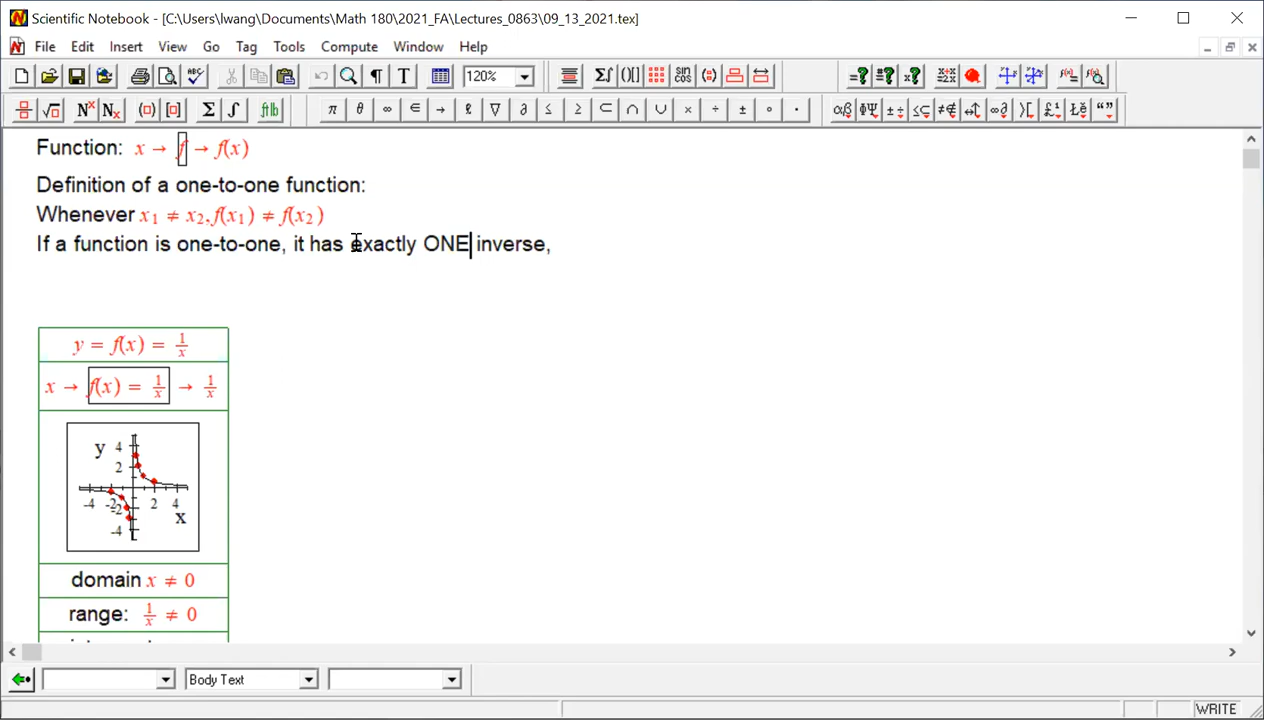 Scientific Notebook - [C:\Users\lwang\Documents\Math 180\2021_FA\Lectures_0863\09_13_2021.tex]
File Edit Insert View Go Tag Tools Compute Window Help
120%
Function: x → f → f(x)
Definition of a one-to-one function:
Whenever x₁ ≠ x₂, f(x₁) ≠ f(x₂)
If a function is one-to-one, it has exactly ONE inverse,
y = f(x) = 1/x
x → f(x) = 1/x → 1/x
y 4
2
-4 -2 2 4
-2 x
-4
domain x ≠ 0
range: 1/x ≠ 0
Body Text
WRITE